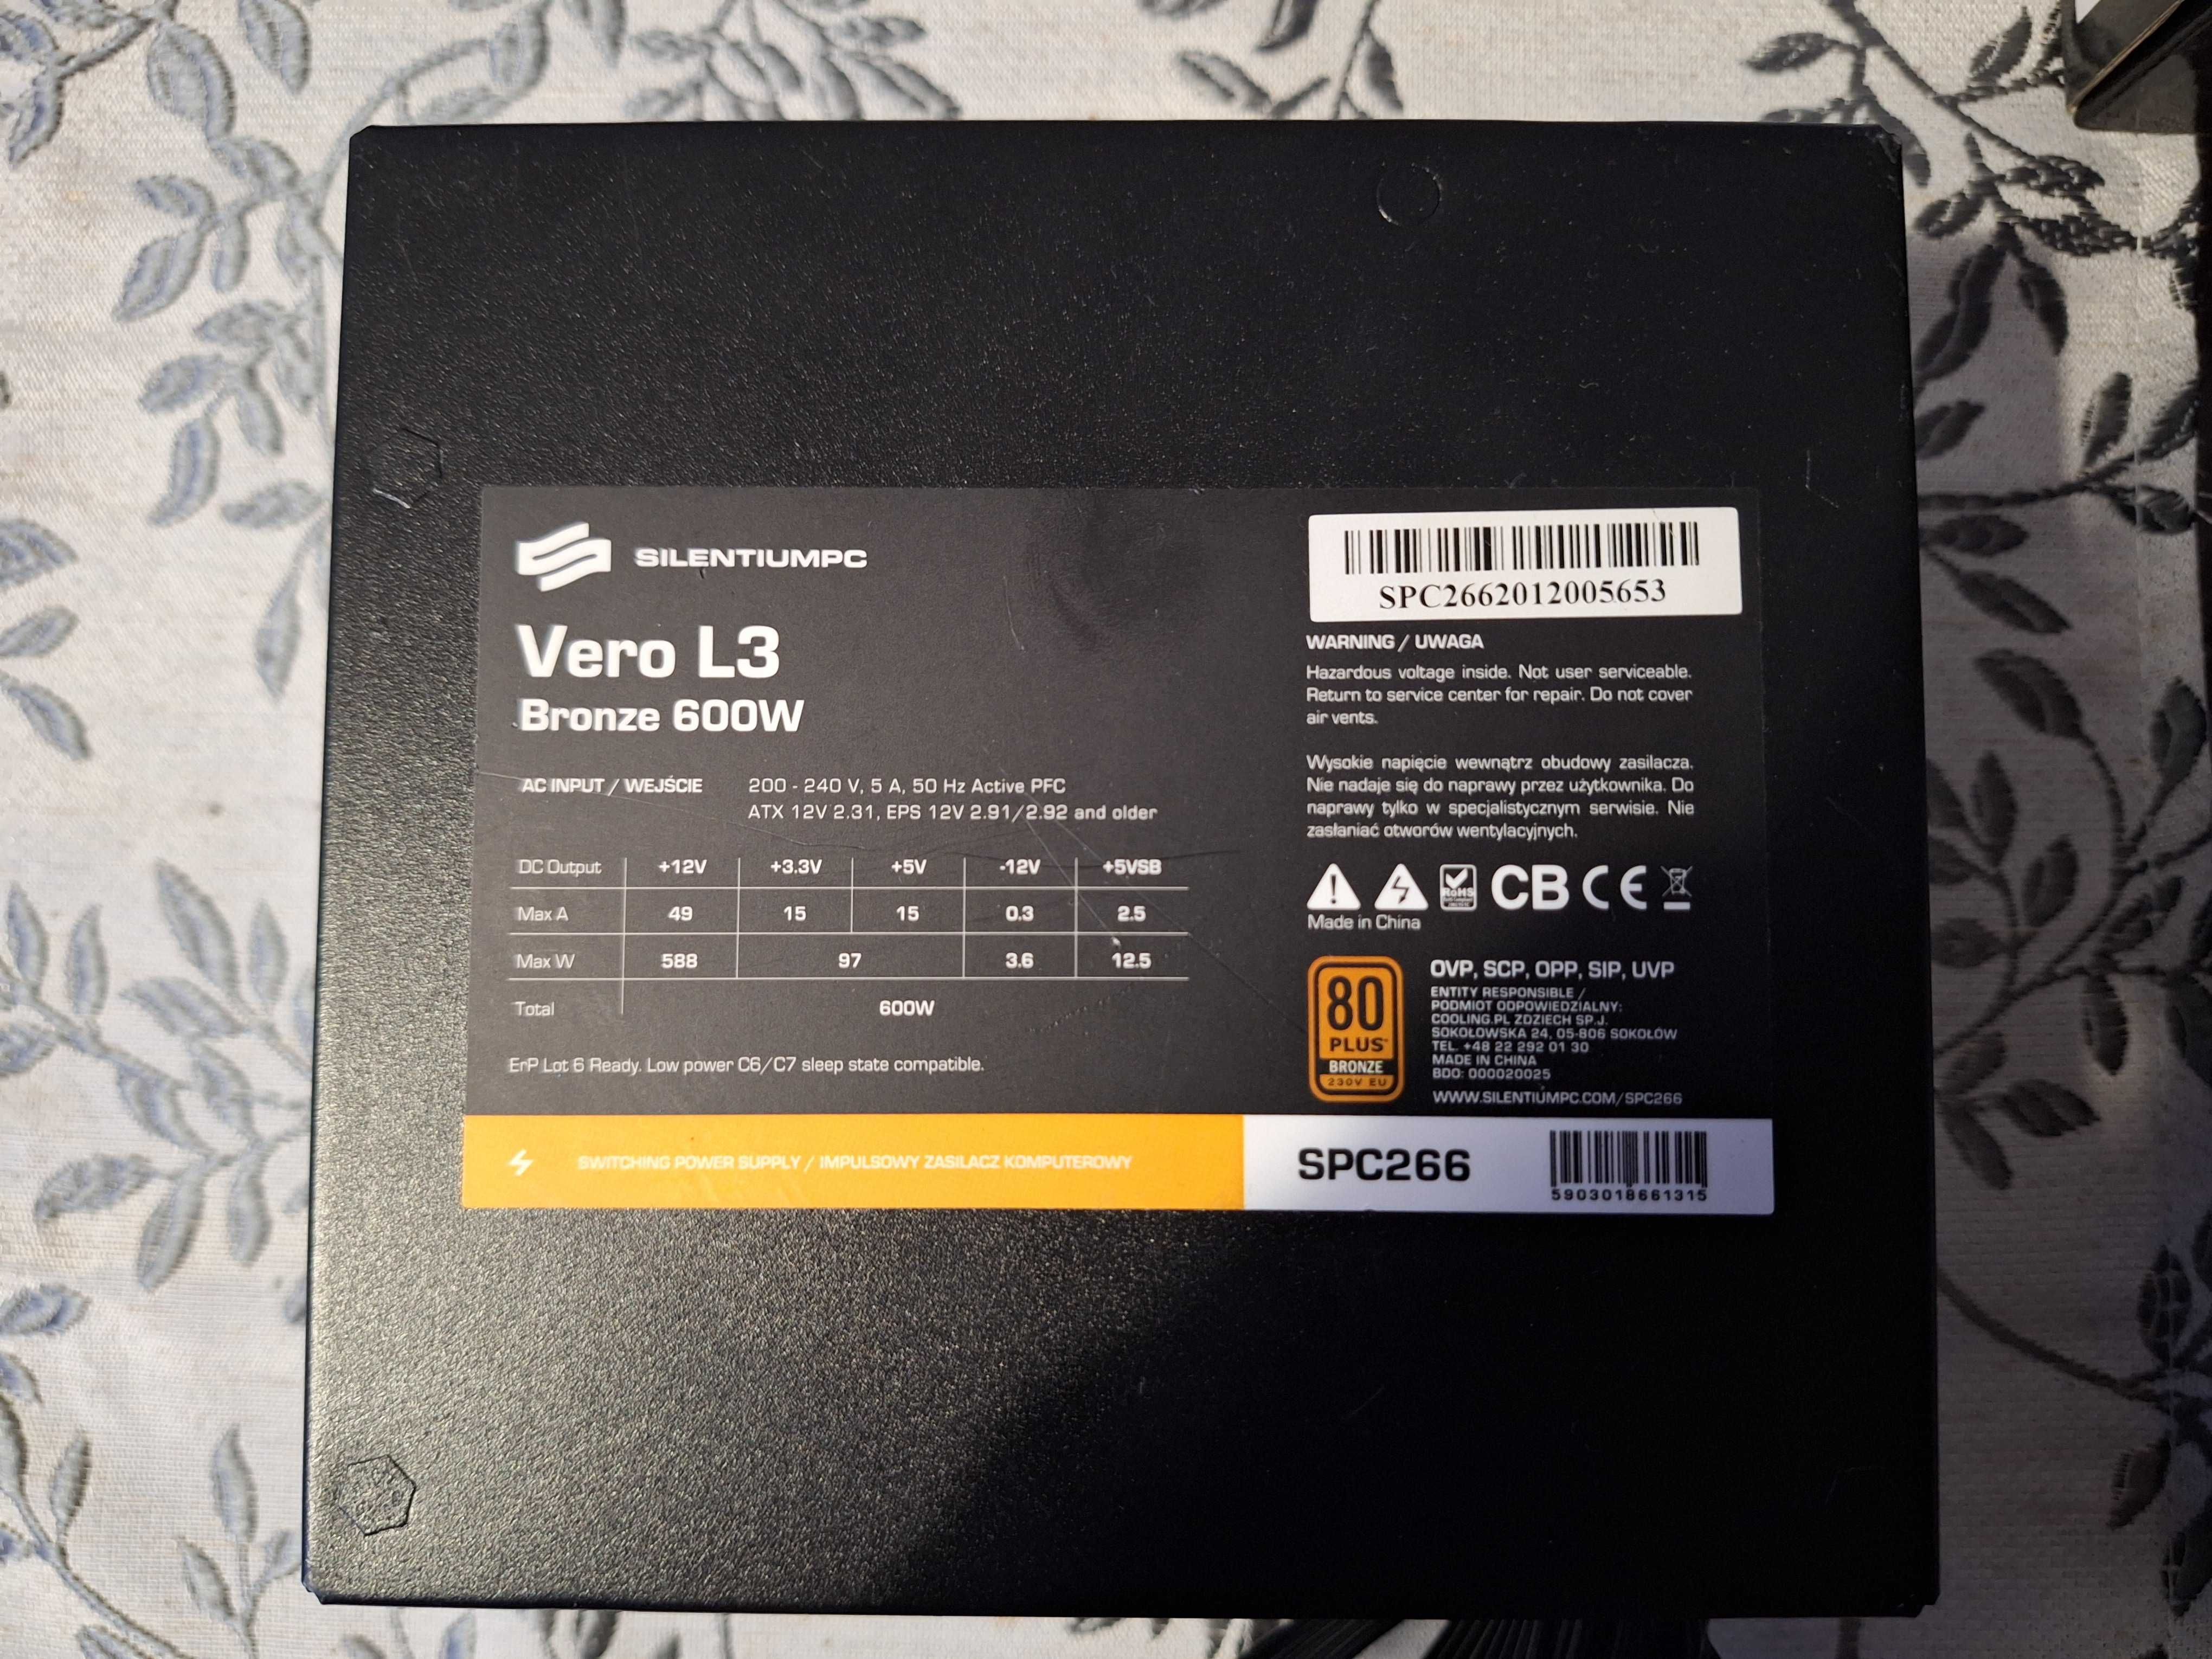 SILENTIUMPC
Vero L3
Bronze 600W
AC INPUT / WEJŚCIE 200 - 240 V, 5 A, 50 Hz Active PFC
ATX 12V 2.31, EPS 12V 2.91/2.92 and older
DC Output +12V +3.3V +5V -12V +5VSB
Max A 49 15 15 0.3 2.5
Max W 588 97 3.6 12.5
Total 600W
ErP Lot 6 Ready. Low power C6/C7 sleep state compatible.
SPC2662012005653
WARNING / UWAGA
Hazardous voltage inside. Not user serviceable.
Return to service center for repair. Do not cover
air vents.
Wysokie napięcie wewnątrz obudowy zasilacza.
Nie nadaje się do naprawy przez użytkownika. Do
naprawy tylko w specjalistycznym serwisie. Nie
zasłaniać otworów wentylacyjnych.
RoHS CB CE
Made in China
80
PLUS
BRONZE
230V EU
OVP, SCP, OPP, SIP, UVP
ENTITY RESPONSIBLE /
PODMIOT ODPOWIEDZIALNY:
COOLING.PL ZDZIECH SP.J.
SOKOŁOWSKA 24, 05-806 SOKOŁÓW
TEL. +48 22 292 01 30
MADE IN CHINA
BDO: 000020025
WWW.SILENTIUMPC.COM/SPC266
SWITCHING POWER SUPPLY / IMPULSOWY ZASILACZ KOMPUTEROWY
SPC266
5903018661315